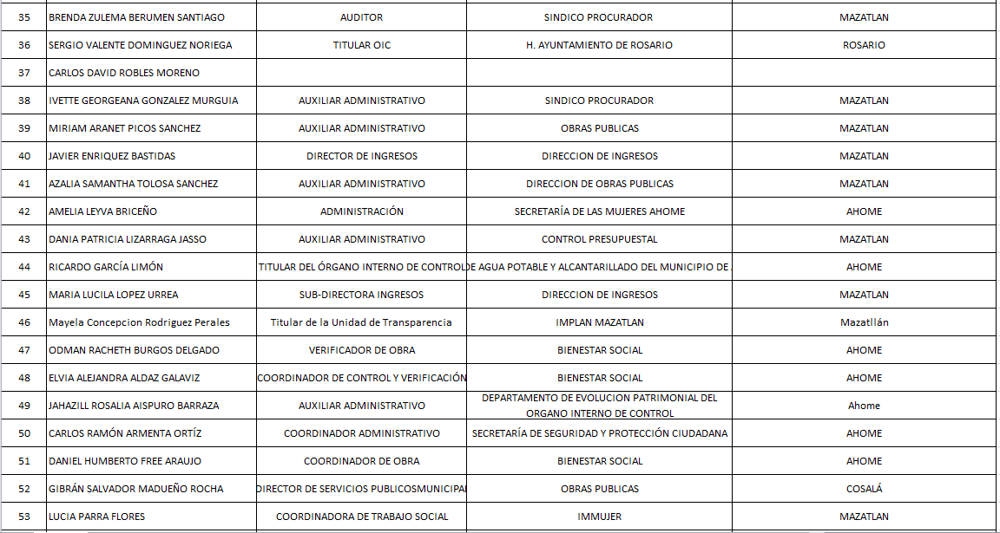 35 BRENDA ZULEMA BERUMEN SANTIAGO AUDITOR SINDICO PROCURADOR MAZATLAN
36 SERGIO VALENTE DOMINGUEZ NORIEGA TITULAR OIC H. AYUNTAMIENTO DE ROSARIO ROSARIO
37 CARLOS DAVID ROBLES MORENO
38 IVETTE GEORGEANA GONZALEZ MURGUIA AUXILIAR ADMINISTRATIVO SINDICO PROCURADOR MAZATLAN
39 MIRIAM ARANET PICOS SANCHEZ AUXILIAR ADMINISTRATIVO OBRAS PUBLICAS MAZATLAN
40 JAVIER ENRIQUEZ BASTIDAS DIRECTOR DE INGRESOS DIRECCION DE INGRESOS MAZATLAN
41 AZALIA SAMANTHA TOLOSA SANCHEZ AUXILIAR ADMINISTRATIVO DIRECCION DE OBRAS PUBLICAS MAZATLAN
42 AMELIA LEYVA BRICEÑO ADMINISTRACIÓN SECRETARÍA DE LAS MUJERES AHOME AHOME
43 DANIA PATRICIA LIZARRAGA JASSO AUXILIAR ADMINISTRATIVO CONTROL PRESUPUESTAL MAZATLAN
44 RICARDO GARCÍA LIMÓN TITULAR DEL ÓRGANO INTERNO DE CONTROL DE AGUA POTABLE Y ALCANTARILLADO DEL MUNICIPIO DE AHOME
45 MARIA LUCILA LOPEZ URREA SUB-DIRECTORA INGRESOS DIRECCION DE INGRESOS MAZATLAN
46 Mayela Concepcion Rodriguez Perales Titular de la Unidad de Transparencia IMPLAN MAZATLAN Mazatllán
47 ODMAN RACHETH BURGOS DELGADO VERIFICADOR DE OBRA BIENESTAR SOCIAL AHOME
48 ELVIA ALEJANDRA ALDAZ GALAVIZ COORDINADOR DE CONTROL Y VERIFICACIÓN BIENESTAR SOCIAL AHOME
49 JAHAZILL ROSALIA AISPURO BARRAZA AUXILIAR ADMINISTRATIVO DEPARTAMENTO DE EVOLUCION PATRIMONIAL DEL
ORGANO INTERNO DE CONTROL Ahome
50 CARLOS RAMÓN ARMENTA ORTÍZ COORDINADOR ADMINISTRATIVO SECRETARÍA DE SEGURIDAD Y PROTECCIÓN CIUDADANA AHOME
51 DANIEL HUMBERTO FREE ARAUJO COORDINADOR DE OBRA BIENESTAR SOCIAL AHOME
52 GIBRÁN SALVADOR MADUEÑO ROCHA DIRECTOR DE SERVICIOS PUBLICOSMUNICIPA OBRAS PUBLICAS COSALÁ
53 LUCIA PARRA FLORES COORDINADORA DE TRABAJO SOCIAL IMMUJER MAZATLAN